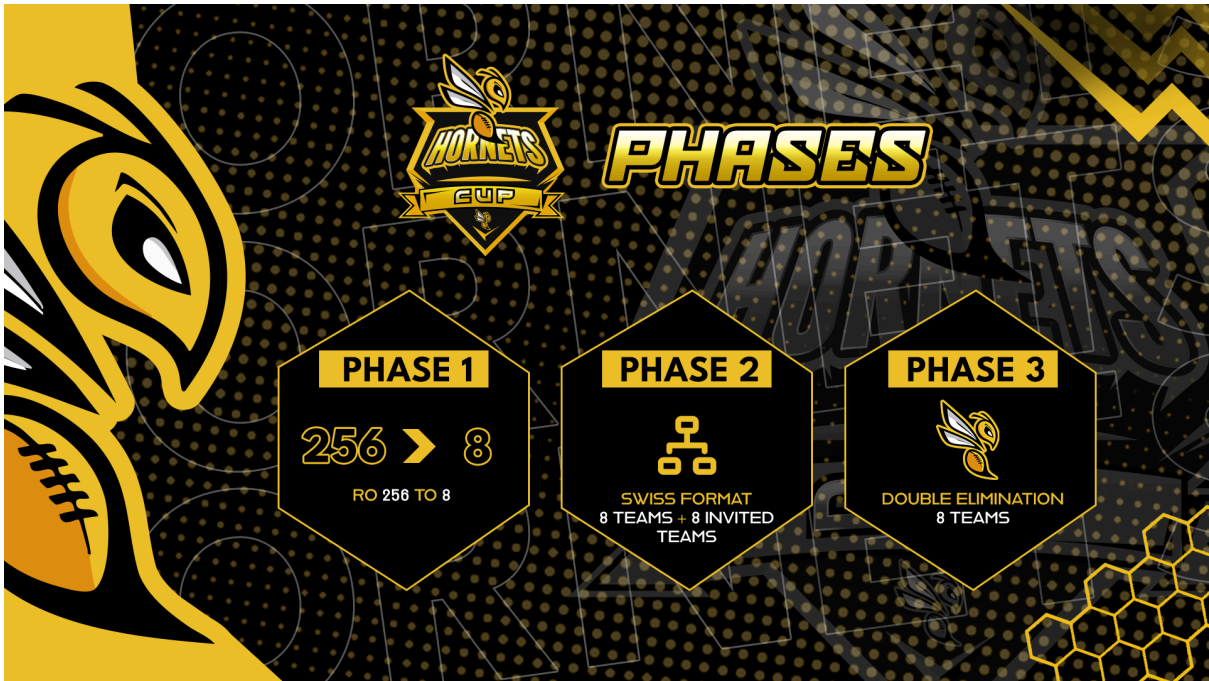 HORNETS
CUP
PHASES
HORNETS
PHASE 1
256 > 8
RO 256 TO 8
PHASE 2
SWISS FORMAT
8 TEAMS + 8 INVITED
TEAMS
PHASE 3
DOUBLE ELIMINATION
8 TEAMS